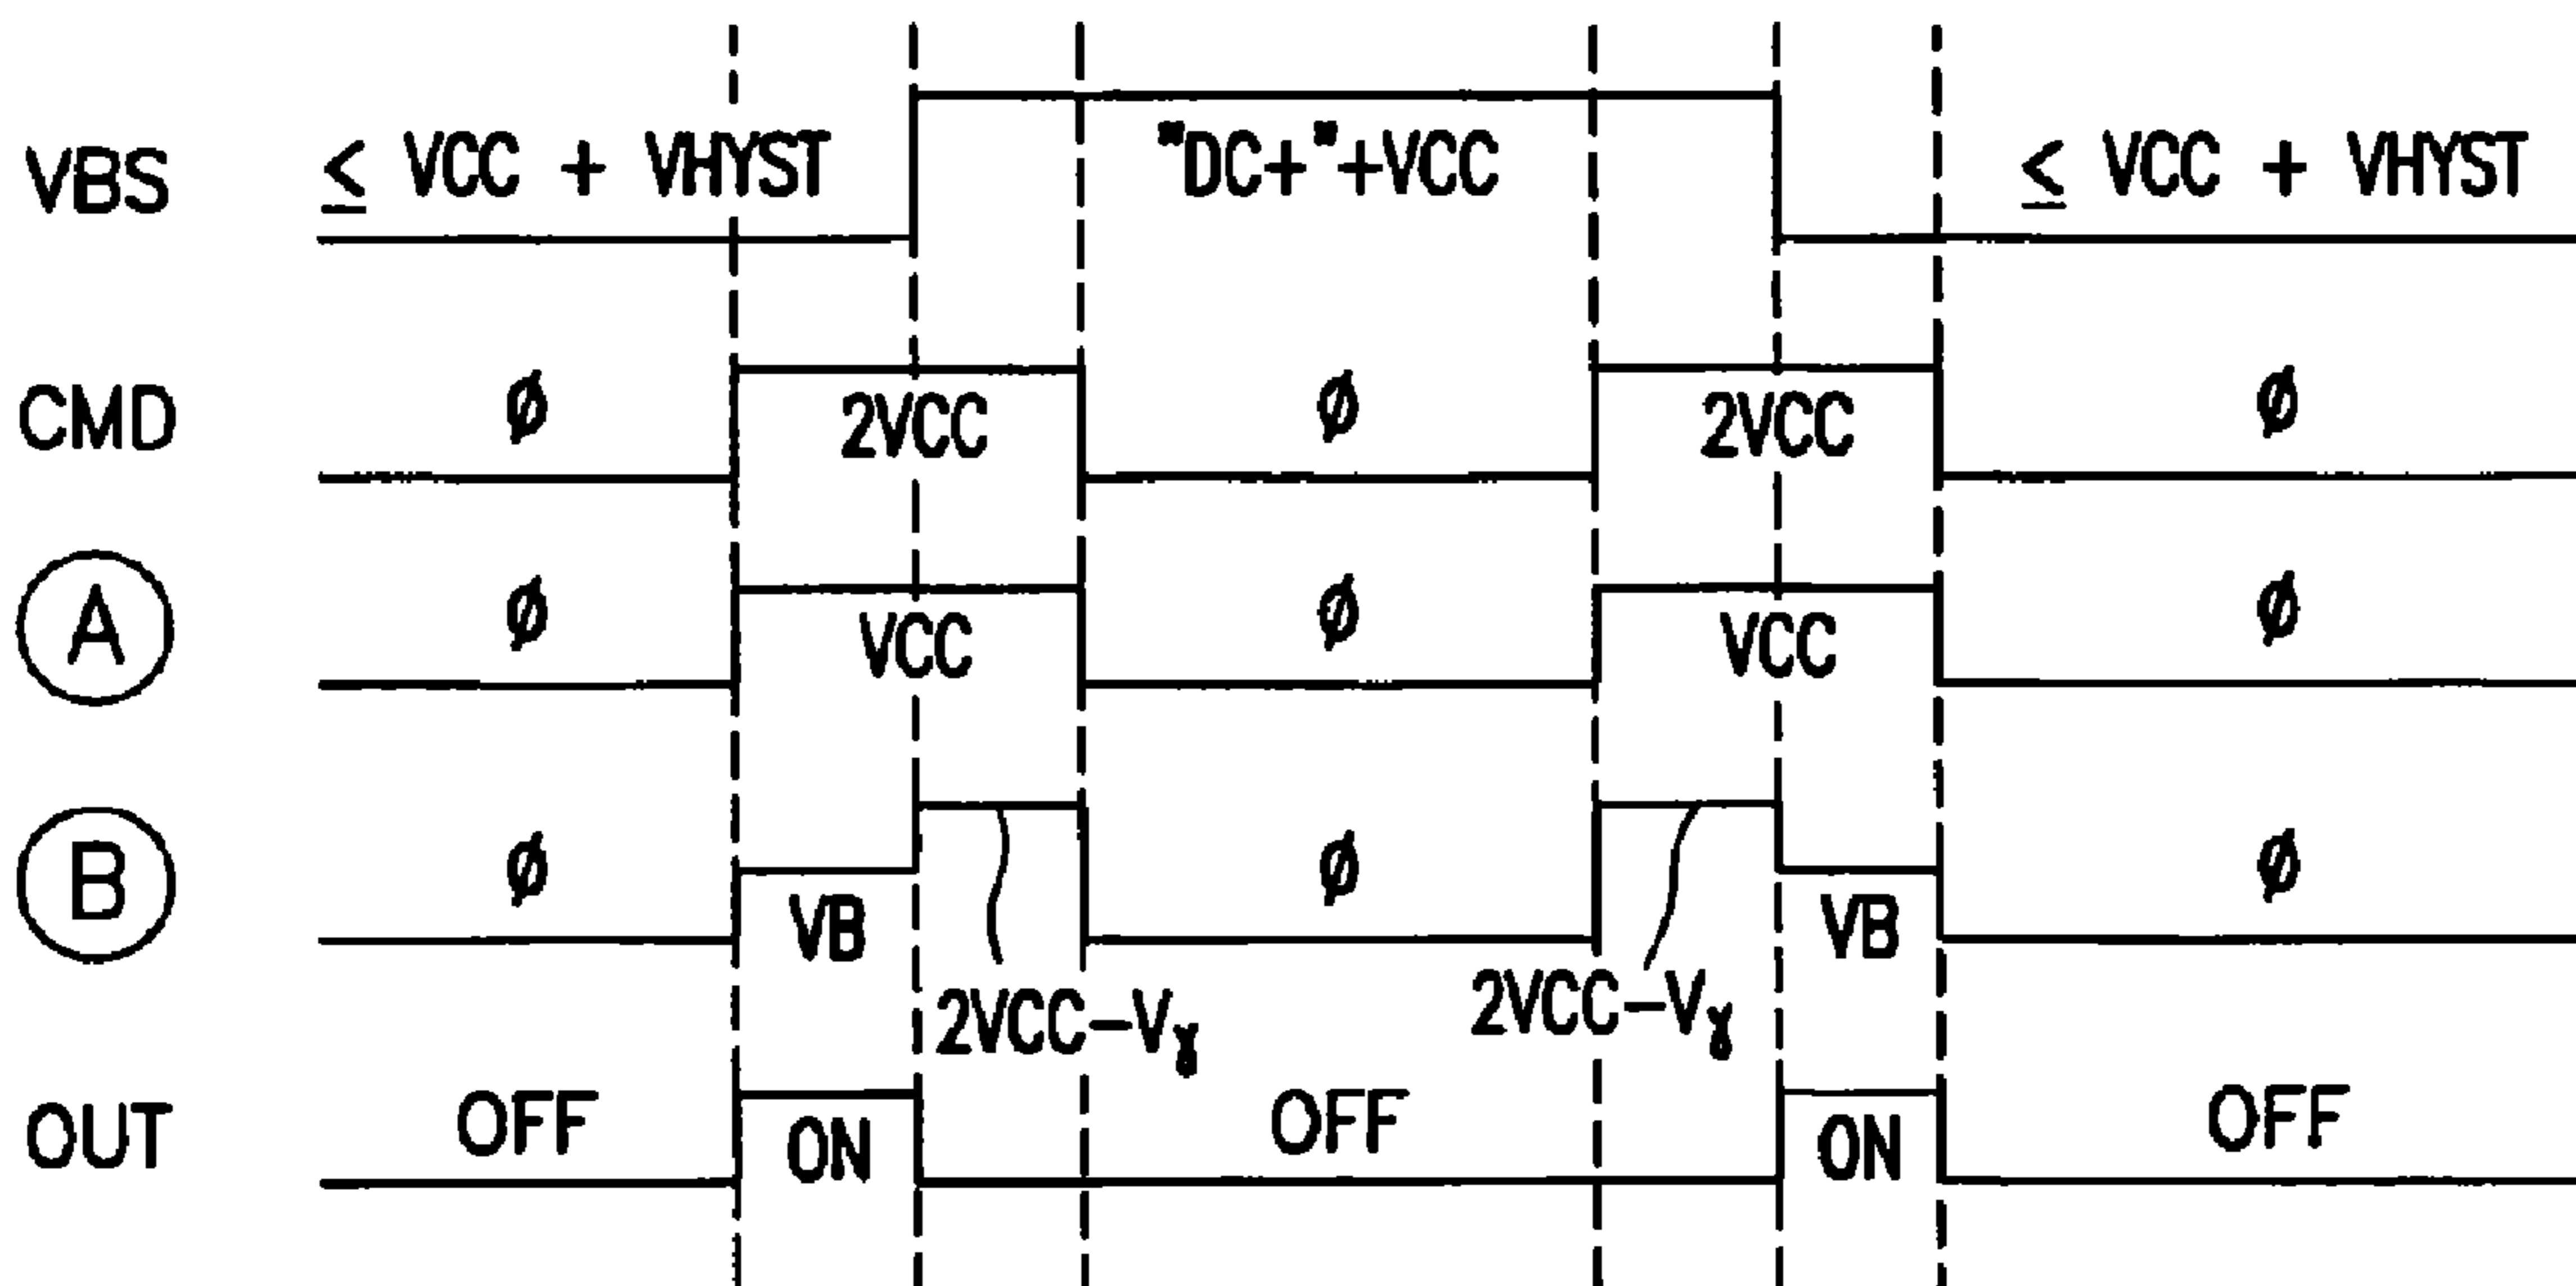 VBS ≤ VCC + VHYST "DC+"+VCC ≤ VCC + VHYST
CMD ∅ 2VCC ∅ 2VCC ∅
A ∅ VCC ∅ VCC ∅
B ∅ VB 2VCC-Vγ ∅ 2VCC-Vγ VB ∅
OUT OFF ON OFF ON OFF